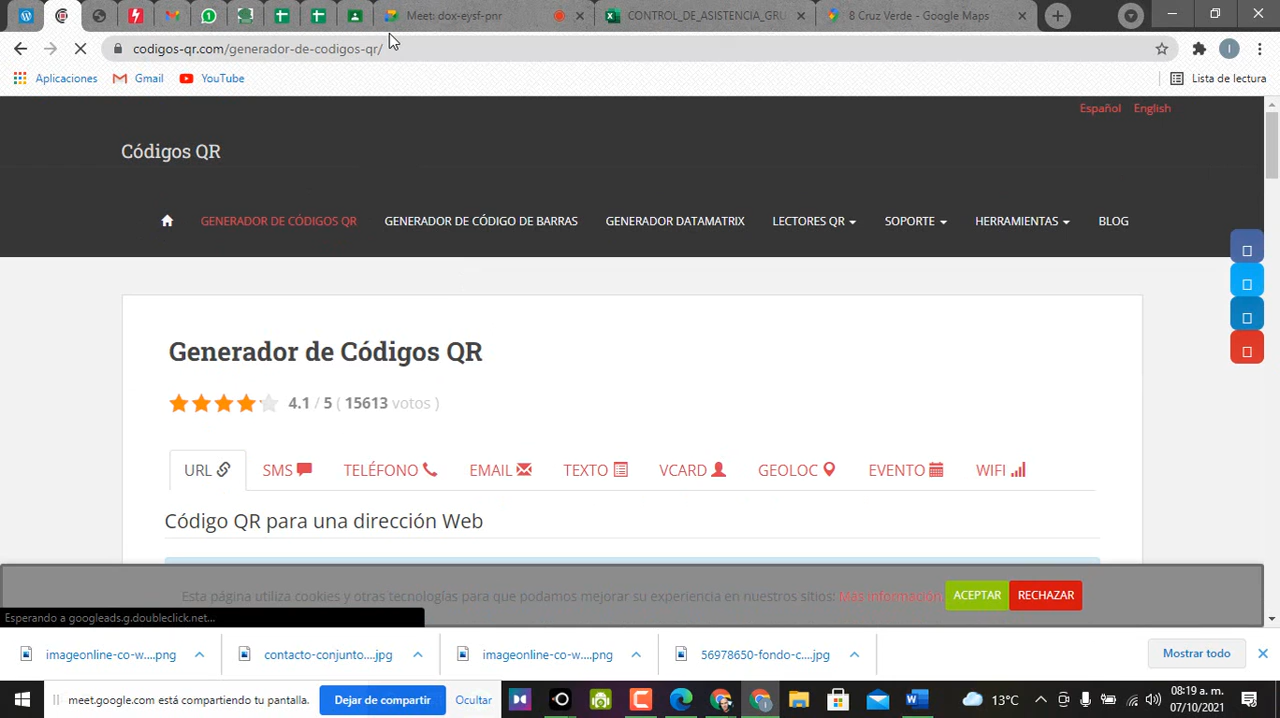 Meet: dox-eysf-pnr
CONTROL_DE_ASISTENCIA_GRU
8 Cruz Verde - Google Maps
codigos-qr.com/generador-de-codigos-qr/
Aplicaciones
Gmail
YouTube
Lista de lectura
Español English
Códigos QR
GENERADOR DE CÓDIGOS QR GENERADOR DE CÓDIGO DE BARRAS GENERADOR DATAMATRIX LECTORES QR SOPORTE HERRAMIENTAS BLOG
Generador de Códigos QR
4.1 / 5 ( 15613 votos )
URL SMS TELÉFONO EMAIL TEXTO VCARD GEOLOC EVENTO WIFI
Código QR para una dirección Web
Esta página utiliza cookies y otras tecnologías para que podamos mejorar su experiencia en nuestros sitios: Mas informacion.
ACEPTAR RECHAZAR
Esperando a googleads.g.doubleclick.net...
imageonline-co-w....png
contacto-conjunto....jpg
imageonline-co-w....png
56978650-fondo-c....jpg
Mostrar todo
meet.google.com está compartiendo tu pantalla.
Dejar de compartir
Ocultar
13°C
08:19 a. m.
07/10/2021